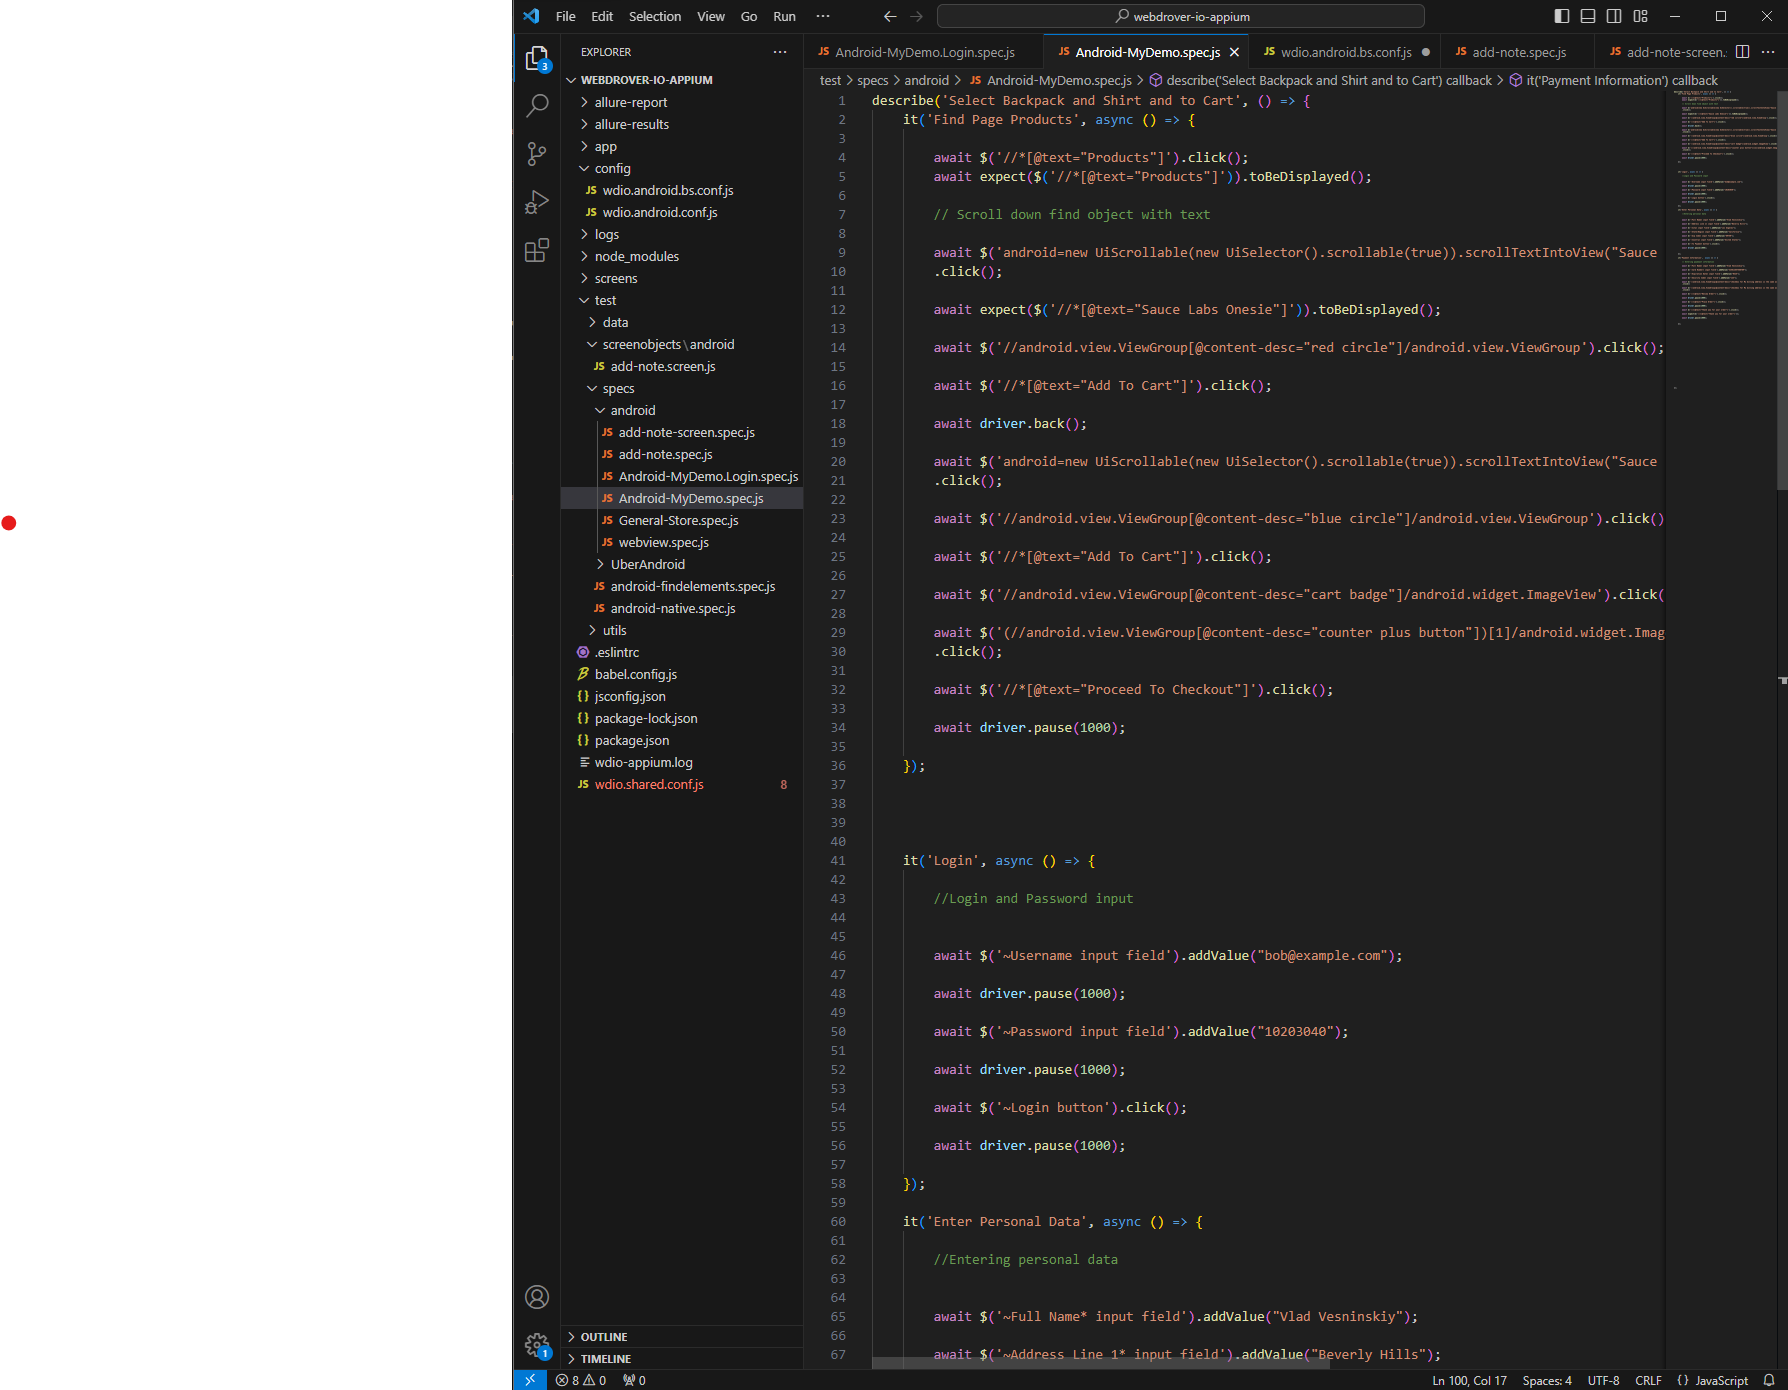 File Edit Selection View Go Run ··· webdrover-io-appium
EXPLORER ···
WEBDROVER-IO-APPIUM
allure-report
allure-results
app
config
JS wdio.android.bs.conf.js
JS wdio.android.conf.js
logs
node_modules
screens
test
data
screenobjects\android
JS add-note.screen.js
specs
android
JS add-note-screen.spec.js
JS add-note.spec.js
JS Android-MyDemo.Login.spec.js
JS Android-MyDemo.spec.js
JS General-Store.spec.js
JS webview.spec.js
UberAndroid
JS android-findelements.spec.js
JS android-native.spec.js
utils
.eslintrc
babel.config.js
{} jsconfig.json
{} package-lock.json
{} package.json
wdio-appium.log
JS wdio.shared.conf.js 8
OUTLINE
TIMELINE
3
1
JS Android-MyDemo.Login.spec.js JS Android-MyDemo.spec.js JS wdio.android.bs.conf.js JS add-note.spec.js JS add-note-screen.
test > specs > android > JS Android-MyDemo.spec.js > describe('Select Backpack and Shirt and to Cart') callback > it('Payment Information') callback
1 describe('Select Backpack and Shirt and to Cart', () => {
2 it('Find Page Products', async () => {
3
4 await $('//*[@text="Products"]').click();
5 await expect($('//*[@text="Products"]')).toBeDisplayed();
6
7 // Scroll down find object with text
8
9 await $('android=new UiScrollable(new UiSelector().scrollable(true)).scrollTextIntoView("Sauce
10 .click();
11
12 await expect($('//*[@text="Sauce Labs Onesie"]')).toBeDisplayed();
13
14 await $('//android.view.ViewGroup[@content-desc="red circle"]/android.view.ViewGroup').click();
15
16 await $('//*[@text="Add To Cart"]').click();
17
18 await driver.back();
19
20 await $('android=new UiScrollable(new UiSelector().scrollable(true)).scrollTextIntoView("Sauce
21 .click();
22
23 await $('//android.view.ViewGroup[@content-desc="blue circle"]/android.view.ViewGroup').click()
24
25 await $('//*[@text="Add To Cart"]').click();
26
27 await $('//android.view.ViewGroup[@content-desc="cart badge"]/android.widget.ImageView').click(
28
29 await $('(//android.view.ViewGroup[@content-desc="counter plus button"])[1]/android.widget.Imag
30 .click();
31
32 await $('//*[@text="Proceed To Checkout"]').click();
33
34 await driver.pause(1000);
35
36 });
37
38
39
40
41 it('Login', async () => {
42
43 //Login and Password input
44
45
46 await $('~Username input field').addValue("bob@example.com");
47
48 await driver.pause(1000);
49
50 await $('~Password input field').addValue("10203040");
51
52 await driver.pause(1000);
53
54 await $('~Login button').click();
55
56 await driver.pause(1000);
57
58 });
59
60 it('Enter Personal Data', async () => {
61
62 //Entering personal data
63
64
65 await $('~Full Name* input field').addValue("Vlad Vesninskiy");
66
67 await $('~Address Line 1* input field').addValue("Beverly Hills");
8 0 0 Ln 100, Col 17 Spaces: 4 UTF-8 CRLF {} JavaScript